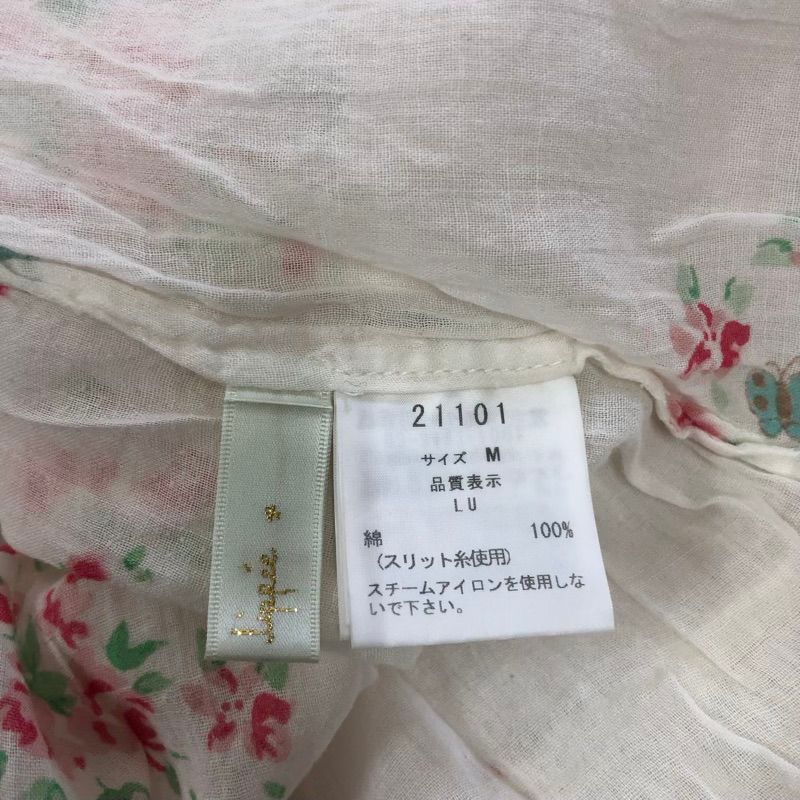 21101
サイズ M
品質表示
LU
綿 100%
(スリット糸使用)
スチームアイロンを使用しな
いで下さい。